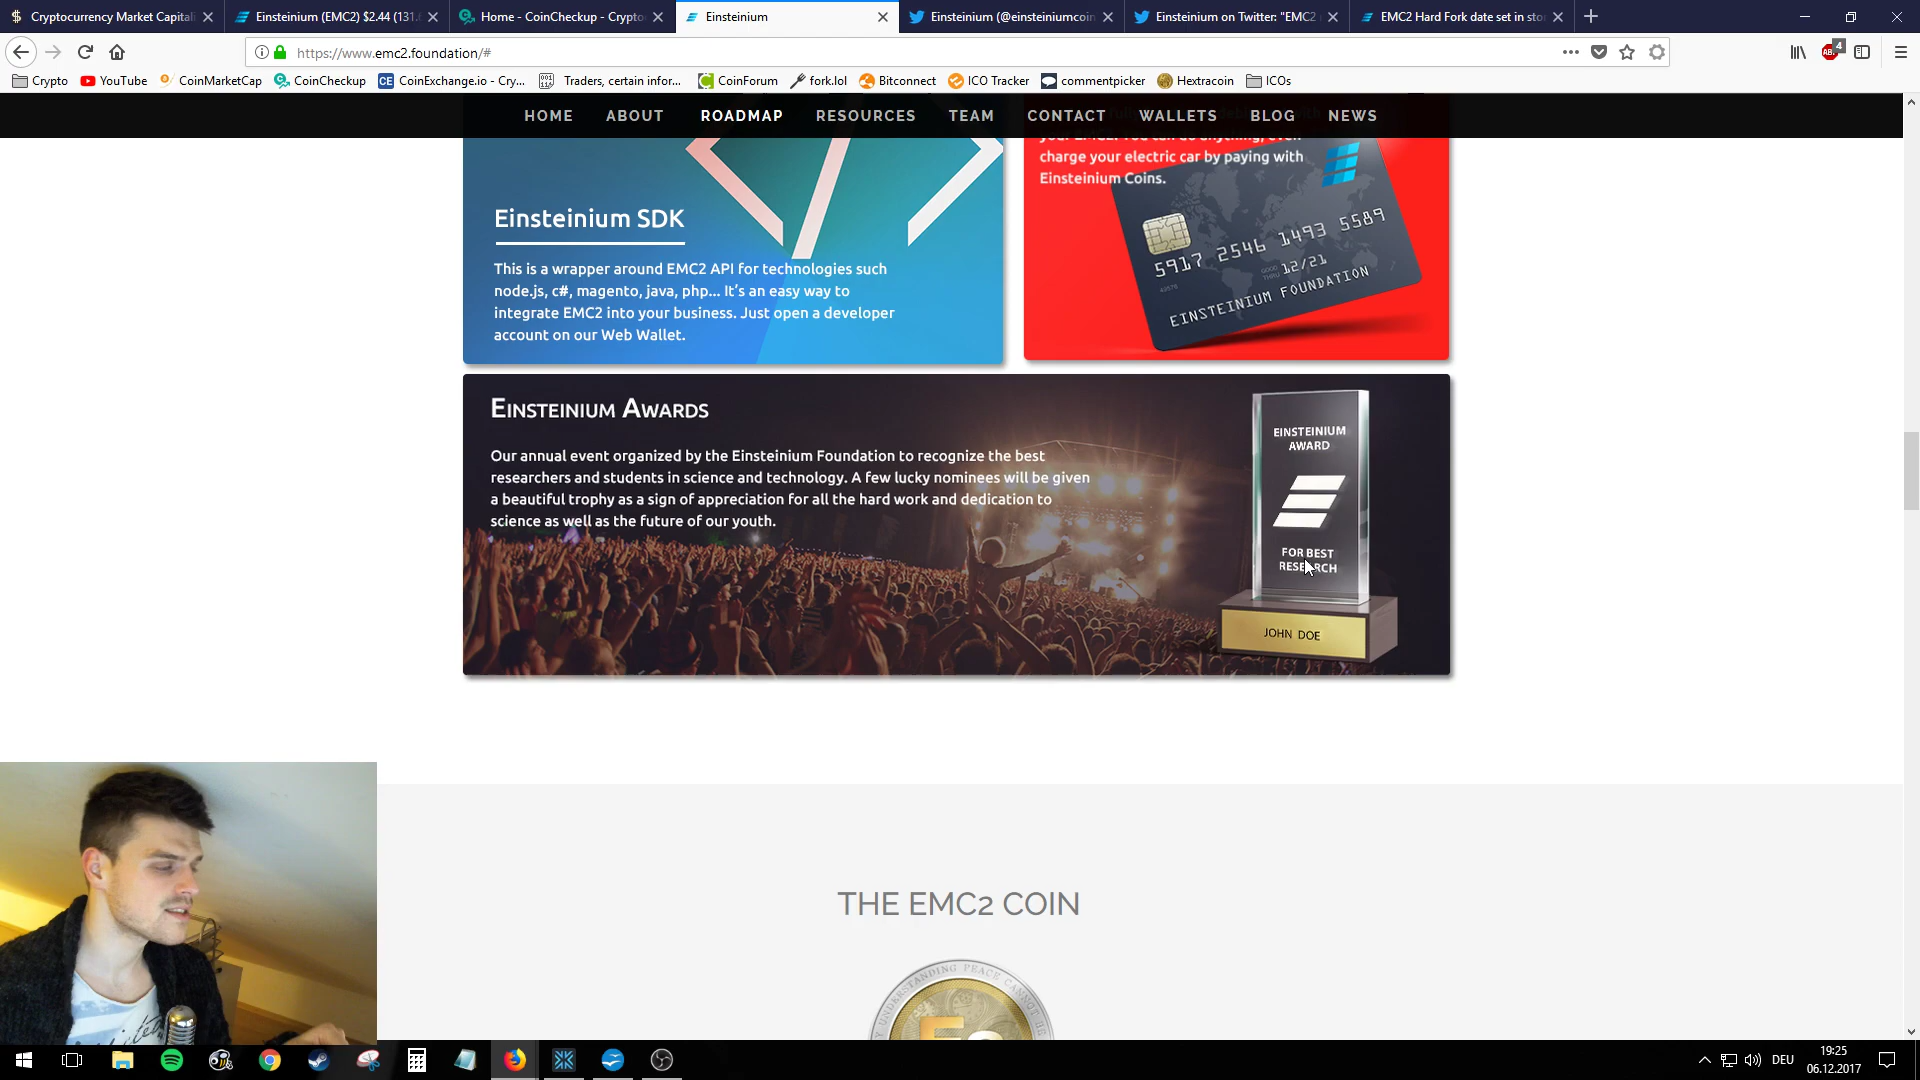 Cryptocurrency Market Capitali
Einsteinium (EMC2) $2.44 (131.
Home - CoinCheckup - Crypto
Einsteinium
Einsteinium (@einsteiniumcoin
Einsteinium on Twitter: "EMC2
EMC2 Hard Fork date set in sto
https://www.emc2.foundation/#
4
Crypto
YouTube
CoinMarketCap
CoinCheckup
CoinExchange.io - Cry...
Traders, certain infor...
CoinForum
fork.lol
Bitconnect
ICO Tracker
commentpicker
Hextracoin
ICOs
HOME ABOUT ROADMAP RESOURCES TEAM CONTACT WALLETS BLOG NEWS
charge your electric car by paying with
Einsteinium Coins.
5917 2546 1493 5589
12/21
EINSTEINIUM FOUNDATION
Einsteinium SDK
This is a wrapper around EMC2 API for technologies such
node.js, c#, magento, java, php... It's an easy way to
integrate EMC2 into your business. Just open a developer
account on our Web Wallet.
Einsteinium Awards
Our annual event organized by the Einsteinium Foundation to recognize the best
researchers and students in science and technology. A few lucky nominees will be given
a beautiful trophy as a sign of appreciation for all the hard work and dedication to
science as well as the future of our youth.
EINSTEINIUM
AWARD
FOR BEST
RESEARCH
JOHN DOE
THE EMC2 COIN
UNDERSTANDING PEACE CANNOT BE
DEU
19:25
06.12.2017